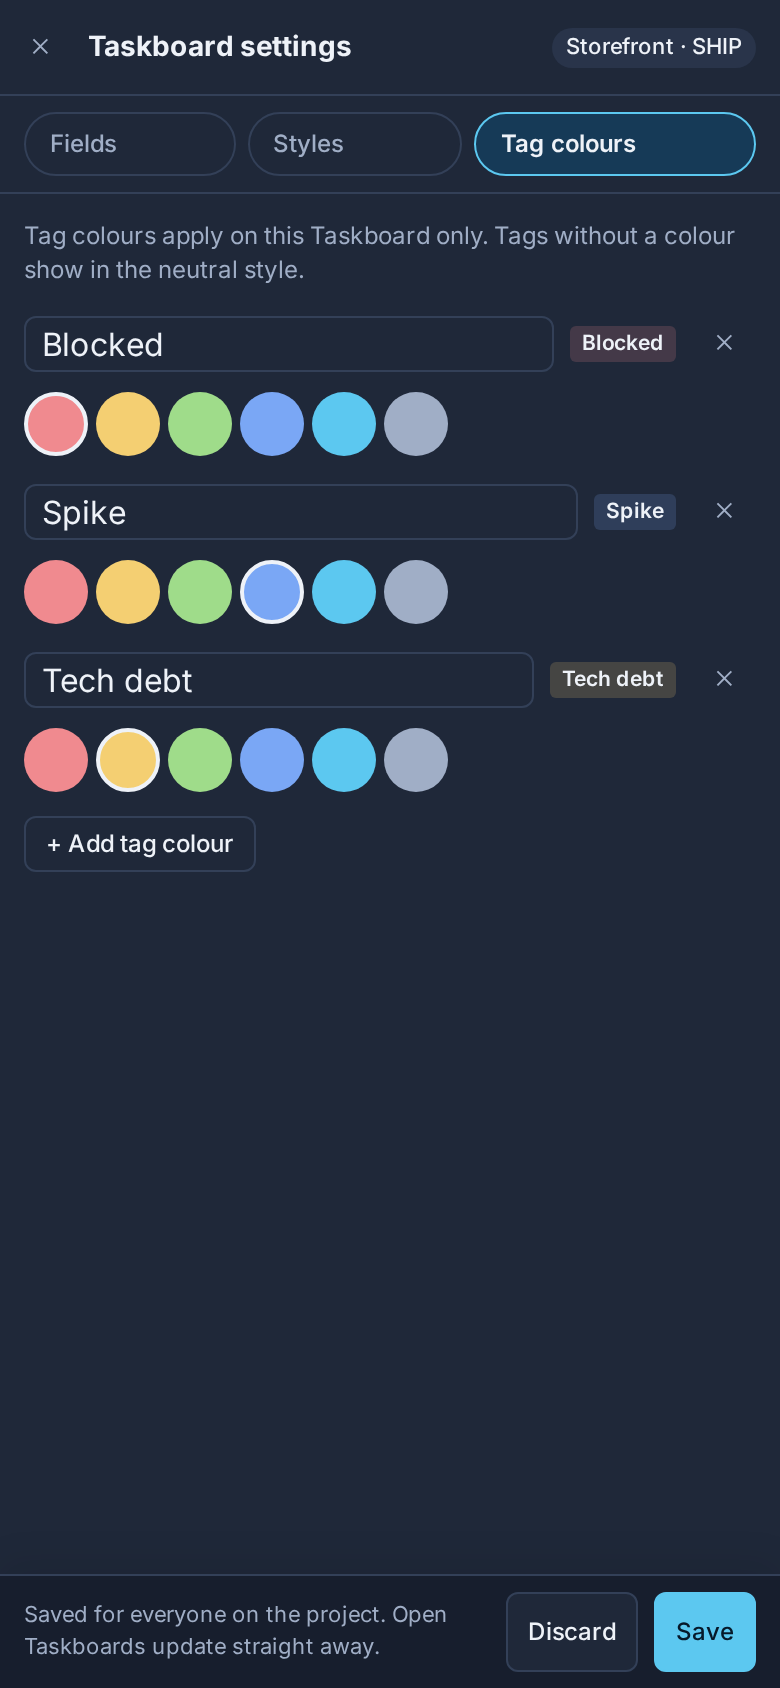 Taskboard settings
Storefront · SHIP
Fields
Styles
Tag colours
Tag colours apply on this Taskboard only. Tags without a colour
show in the neutral style.
Blocked
Blocked
Spike
Spike
Tech debt
Tech debt
+ Add tag colour
Saved for everyone on the project. Open
Taskboards update straight away.
Discard
Save